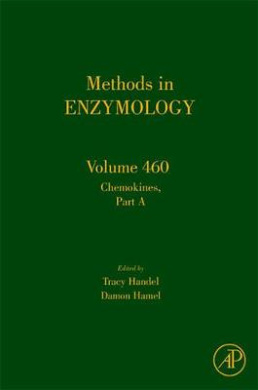 Methods in
ENZYMOLOGY
Volume 460
Chemokines,
Part A
Edited by
Tracy Handel
Damon Hamel
AP